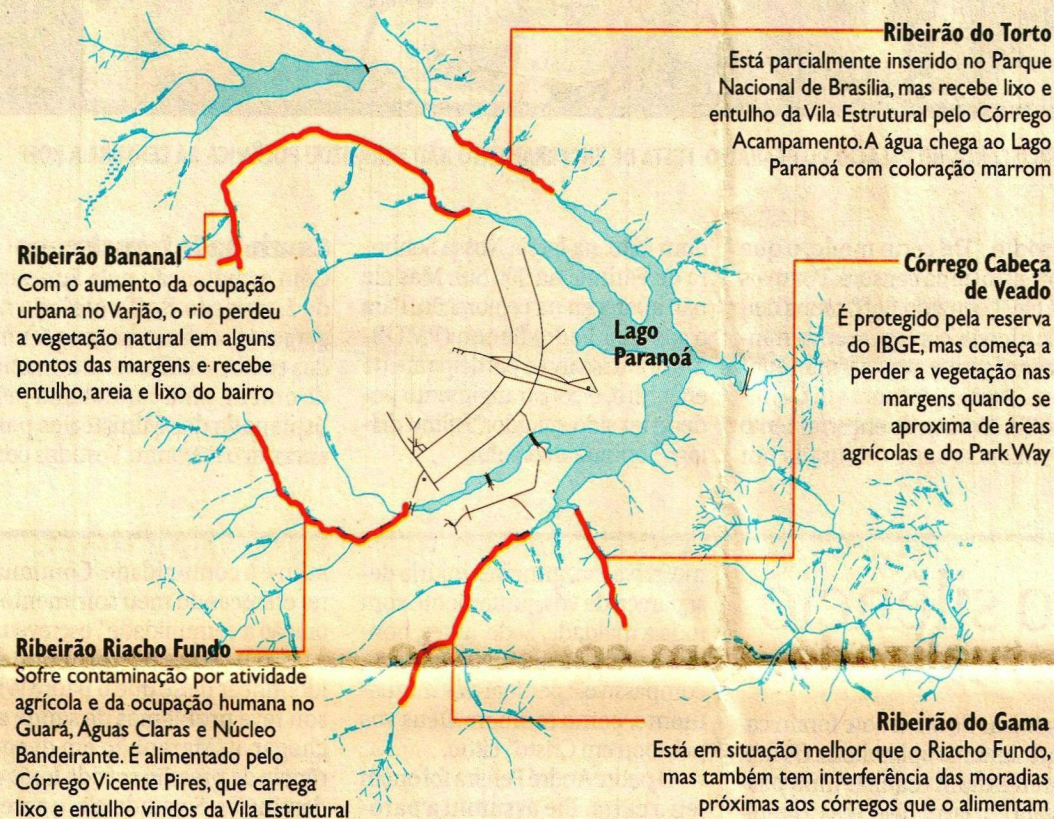 Ribeirão do Torto
Está parcialmente inserido no Parque
Nacional de Brasília, mas recebe lixo e
entulho da Vila Estrutural pelo Córrego
Acampamento. A água chega ao Lago
Paranoá com coloração marrom
Ribeirão Bananal
Com o aumento da ocupação
urbana no Varjão, o rio perdeu
a vegetação natural em alguns
pontos das margens e recebe
entulho, areia e lixo do bairro
Córrego Cabeça
de Veado
É protegido pela reserva
do IBGE, mas começa a
perder a vegetação nas
margens quando se
aproxima de áreas
agrícolas e do Park Way
Lago
Paranoá
Ribeirão Riacho Fundo
Sofre contaminação por atividade
agrícola e da ocupação humana no
Guará, Águas Claras e Núcleo
Bandeirante. É alimentado pelo
Córrego Vicente Pires, que carrega
lixo e entulho vindos da Vila Estrutural
Ribeirão do Gama
Está em situação melhor que o Riacho Fundo,
mas também tem interferência das moradias
próximas aos córregos que o alimentam